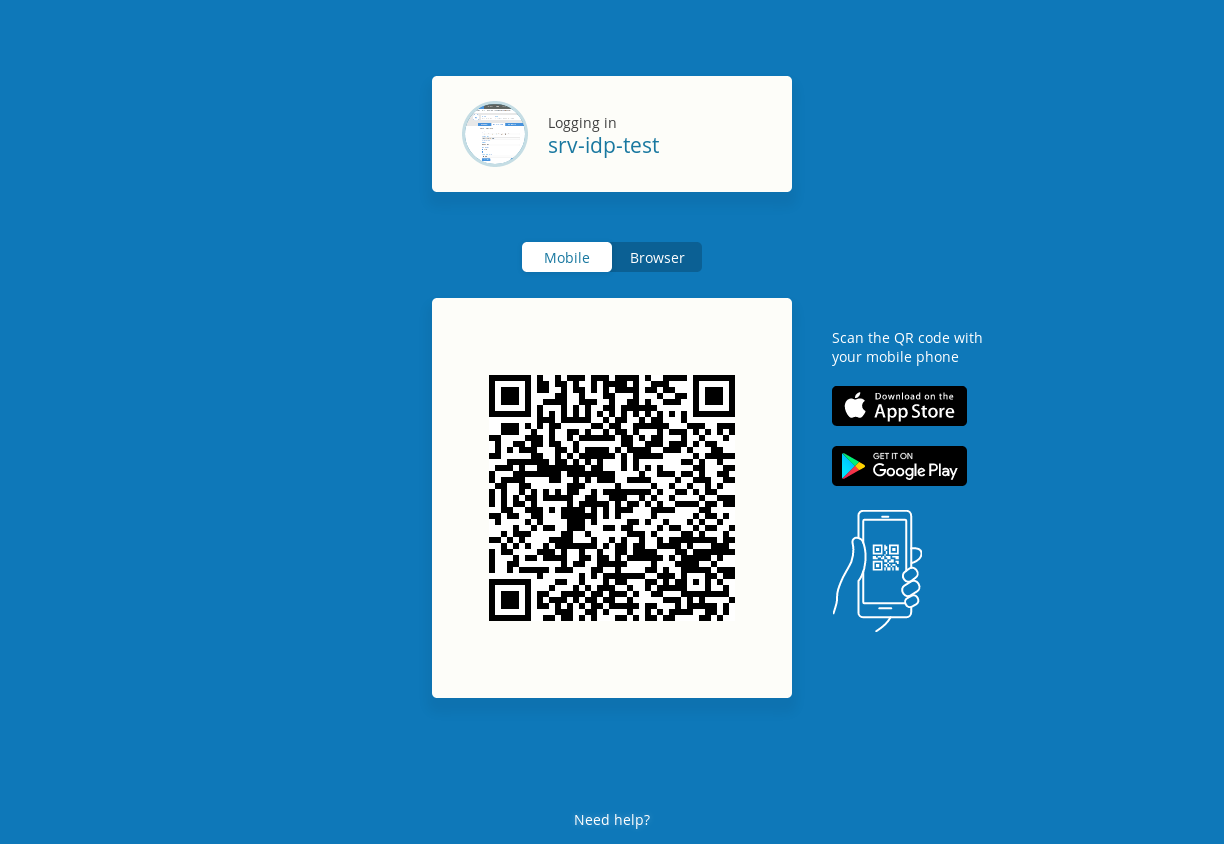 Logging in
srv-idp-test
Mobile
Browser
Scan the QR code with
your mobile phone
Download on the
App Store
GET IT ON
Google Play
Need help?